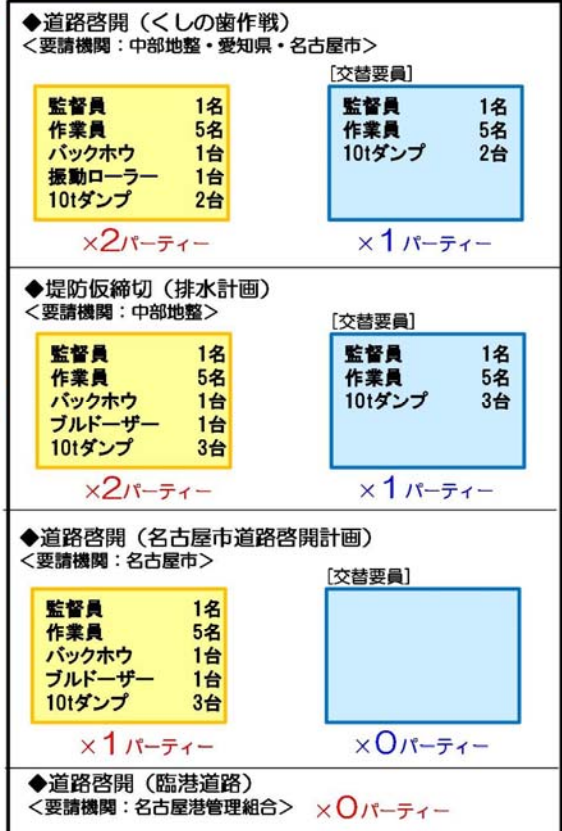 ◆道路啓開（くしの歯作戦）
＜要請機関：中部地整・愛知県・名古屋市＞
監督員 1名
作業員 5名
バックホウ 1台
振動ローラー 1台
10tダンプ 2台
×2パーティー
[交替要員]
監督員 1名
作業員 5名
10tダンプ 2台
×1パーティー
◆堤防仮締切（排水計画）
＜要請機関：中部地整＞
監督員 1名
作業員 5名
バックホウ 1台
ブルドーザー 1台
10tダンプ 3台
×2パーティー
[交替要員]
監督員 1名
作業員 5名
10tダンプ 3台
×1パーティー
◆道路啓開（名古屋市道路啓開計画）
＜要請機関：名古屋市＞
監督員 1名
作業員 5名
バックホウ 1台
ブルドーザー 1台
10tダンプ 3台
×1パーティー
[交替要員]
×0パーティー
◆道路啓開（臨港道路）
＜要請機関：名古屋港管理組合＞ ×0パーティー